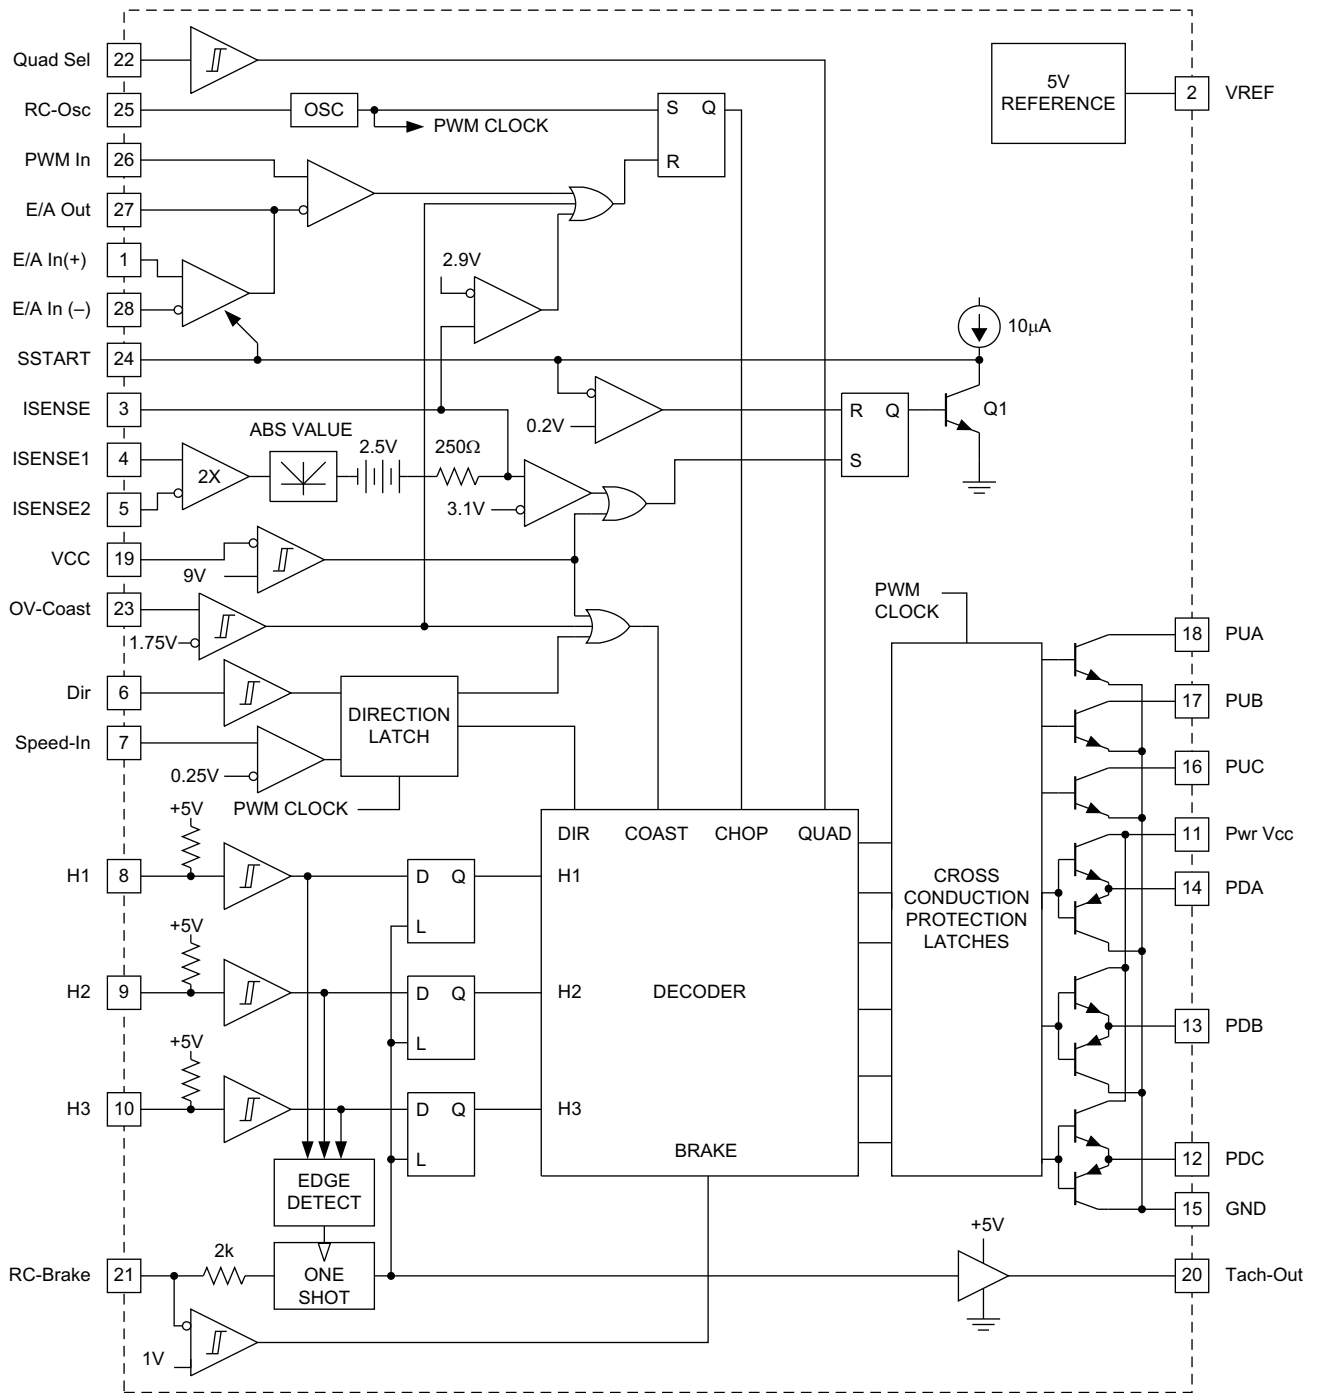 Quad Sel 22
5V
REFERENCE
2 VREF
RC-Osc 25 OSC
PWM CLOCK
S Q
R
PWM In 26
E/A Out 27
E/A In(+) 1
2.9V
E/A In (–) 28
10μA
SSTART 24
ISENSE 3
0.2V
R Q
S
Q1
ABS VALUE
2.5V
250Ω
ISENSE1 4
2X
ISENSE2 5
3.1V
VCC 19
9V
OV-Coast 23
1.75V
PWM
CLOCK
18 PUA
Dir 6
DIRECTION
LATCH
17 PUB
Speed-In 7
0.25V
PWM CLOCK
16 PUC
+5V
DIR COAST CHOP QUAD
11 Pwr Vcc
H1 8
D Q
L
H1
CROSS
CONDUCTION
PROTECTION
LATCHES
14 PDA
+5V
H2 9
D Q
L
H2
DECODER
13 PDB
+5V
H3 10
D Q
L
H3
BRAKE
12 PDC
EDGE
DETECT
15 GND
+5V
RC-Brake 21
2k
ONE
SHOT
20 Tach-Out
1V